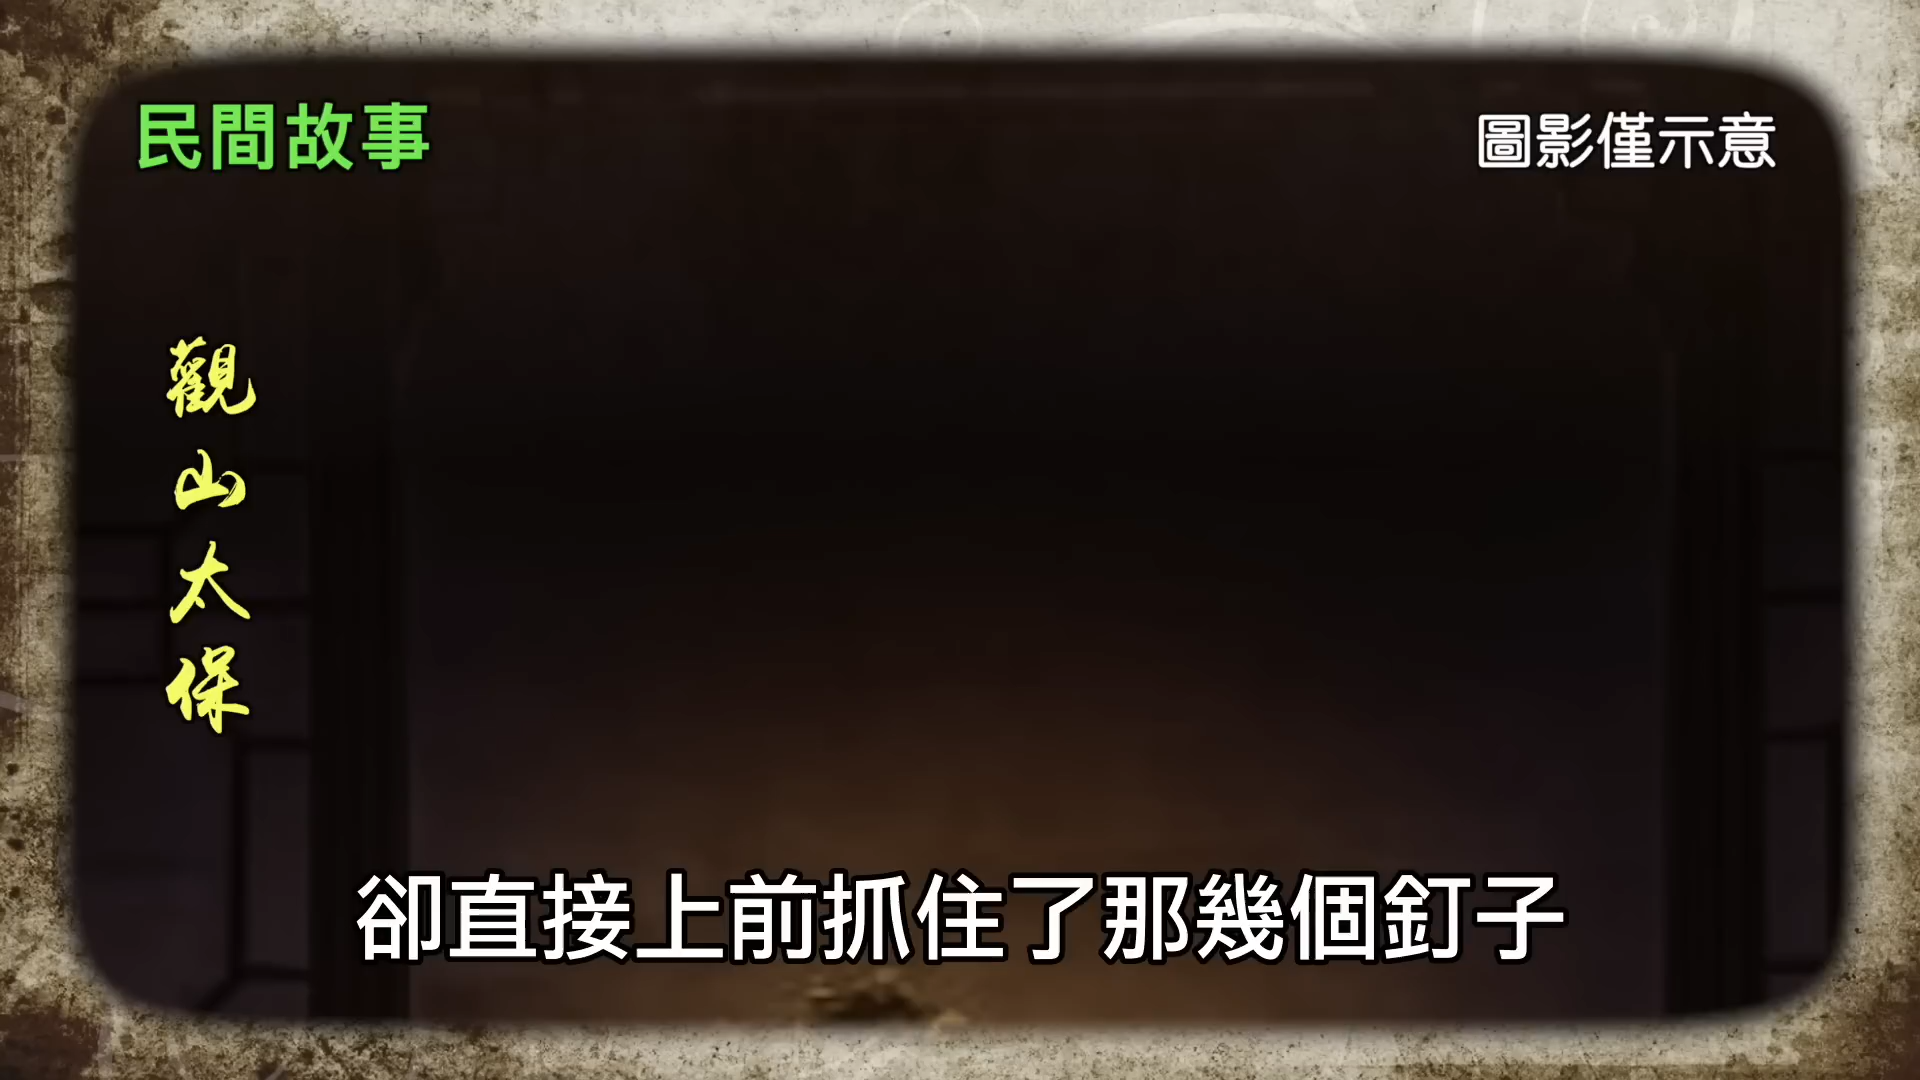 民間故事
圖影僅示意
觀山太保
卻直接上前抓住了那幾個釘子